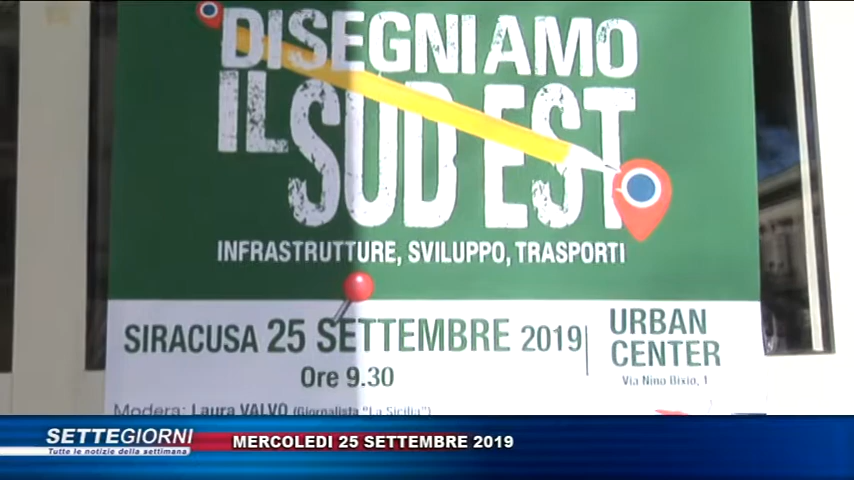 DISEGNIAMO
IL SUD EST
INFRASTRUTTURE, SVILUPPO, TRASPORTI
SIRACUSA 25 SETTEMBRE 2019
Ore 9.30
URBAN
CENTER
Via Nino Bixio, 1
Modera: Laura VALVO (Giornalista "La Sicilia")
SETTEGIORNI
Tutte le notizie della settimana
MERCOLEDI 25 SETTEMBRE 2019